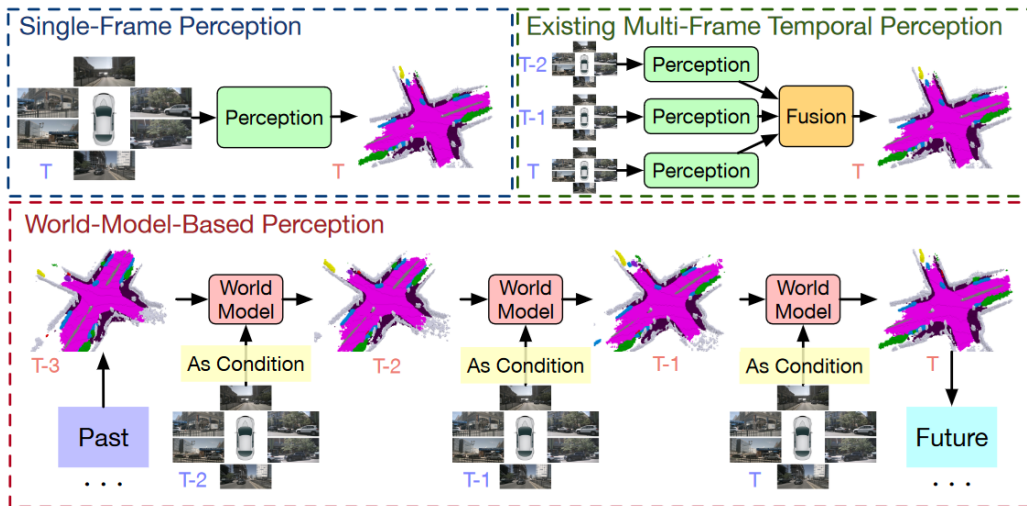 Single-Frame Perception
T
Perception
T
Existing Multi-Frame Temporal Perception
T-2
Perception
T-1
Perception
Fusion
T
Perception
T
World-Model-Based Perception
World
Model
World
Model
World
Model
T-3
As Condition
T-2
As Condition
T-1
As Condition
T
Past
Future
. . .
T-2
T-1
T
. . .